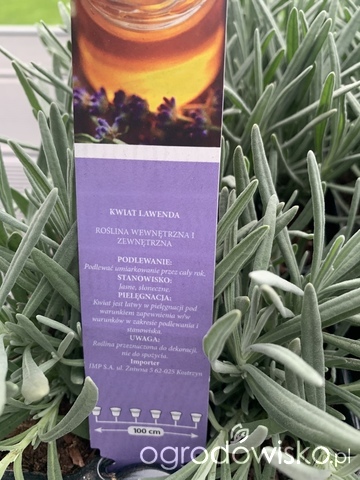 KWIAT LAWENDA
ROŚLINA WEWNĘTRZNA I
ZEWNĘTRZNA
PODLEWANIE:
Podlewać umiarkowanie przez cały rok.
STANOWISKO:
Jasne, słoneczne.
PIELĘGNACJA:
Kwiat jest łatwy w pielęgnacji pod
warunkiem zapewnienia w/w
warunków w zakresie podlewania i
stanowiska.
UWAGA:
Roślina przeznaczona do dekoracji,
nie do spożycia.
Importer
IMP S.A. ul. 5 62-025 Kostrzyn
100 cm
ogrodowisko.pl